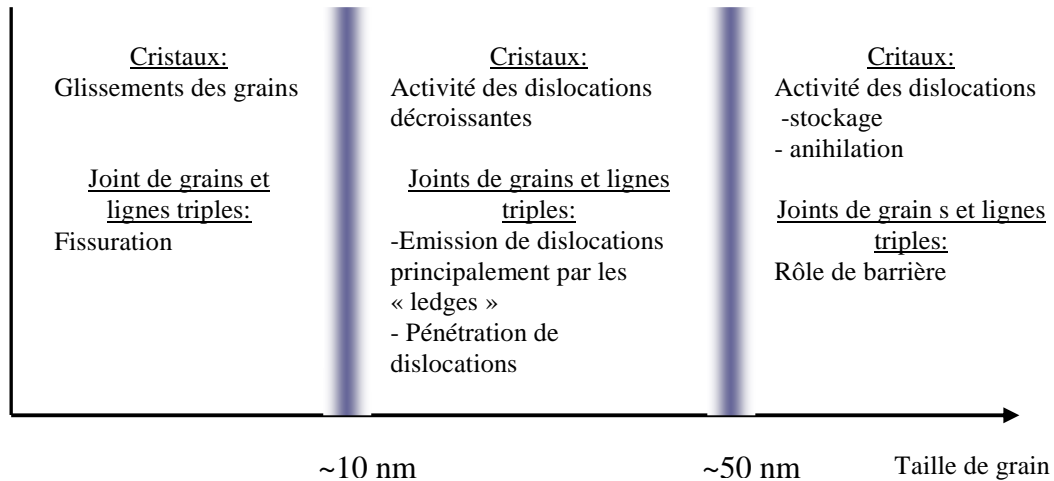 Cristaux:
Glissements des grains
Joint de grains et
lignes triples:
Fissuration
Cristaux:
Activité des dislocations
décroissantes
Joints de grains et lignes
triples:
-Emission de dislocations
principalement par les
« ledges »
- Pénétration de
dislocations
Critaux:
Activité des dislocations
-stockage
- anihilation
Joints de grain s et lignes
triples:
Rôle de barrière
~10 nm
~50 nm
Taille de grain